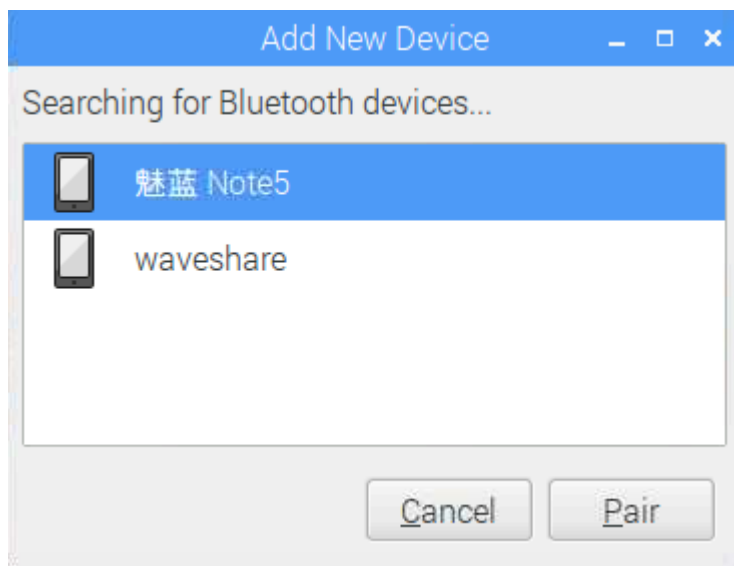 Add New Device
Searching for Bluetooth devices...
魅蓝 Note5
waveshare
Cancel Pair